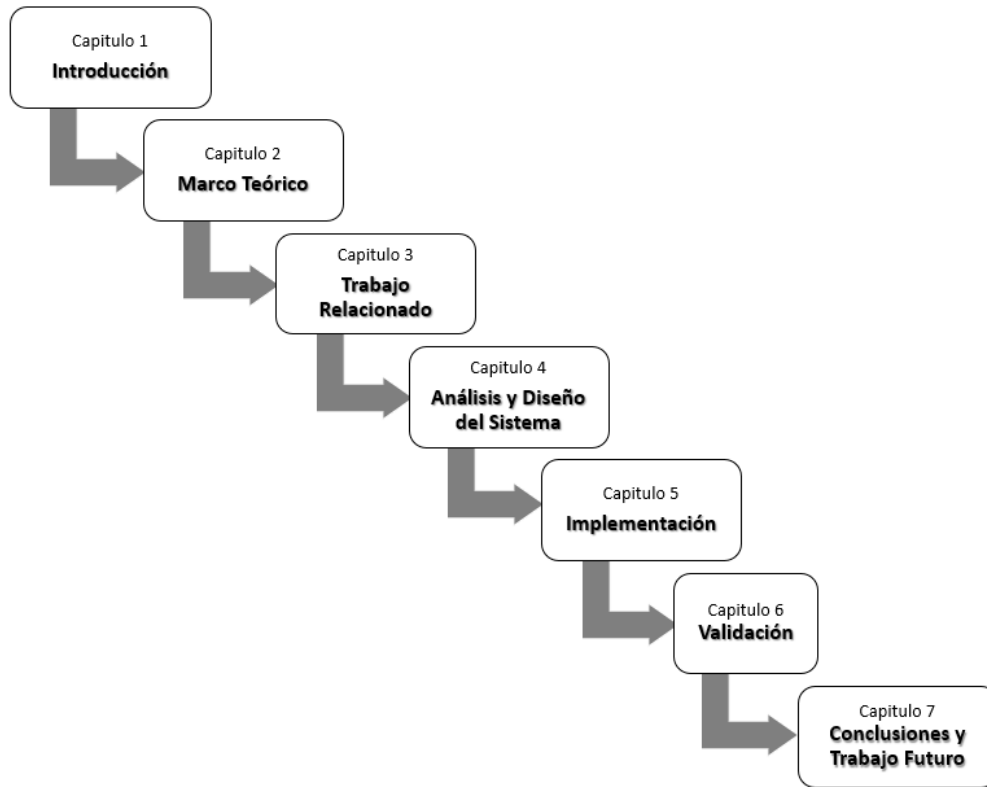 Capitulo 1
Introducción
Capitulo 2
Marco Teórico
Capitulo 3
Trabajo
Relacionado
Capitulo 4
Análisis y Diseño
del Sistema
Capitulo 5
Implementación
Capitulo 6
Validación
Capitulo 7
Conclusiones y
Trabajo Futuro